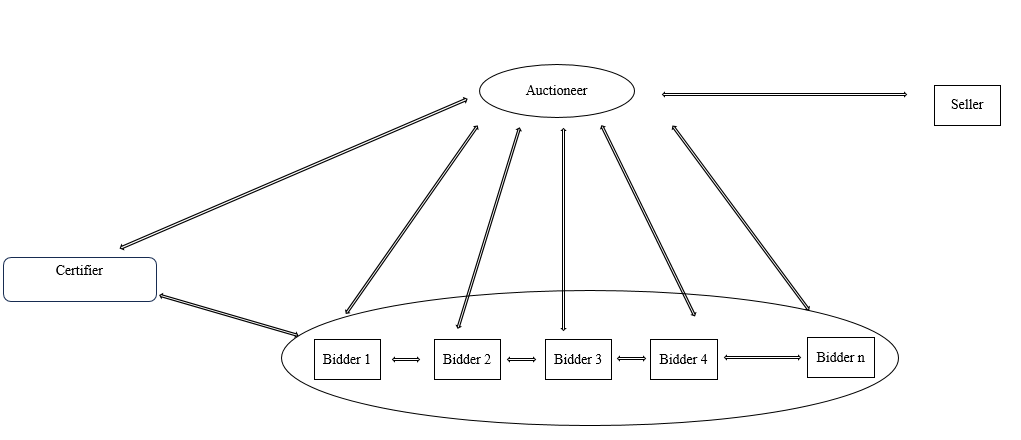 Auctioneer
Seller
Certifier
Bidder 1
Bidder 2
Bidder 3
Bidder 4
Bidder n